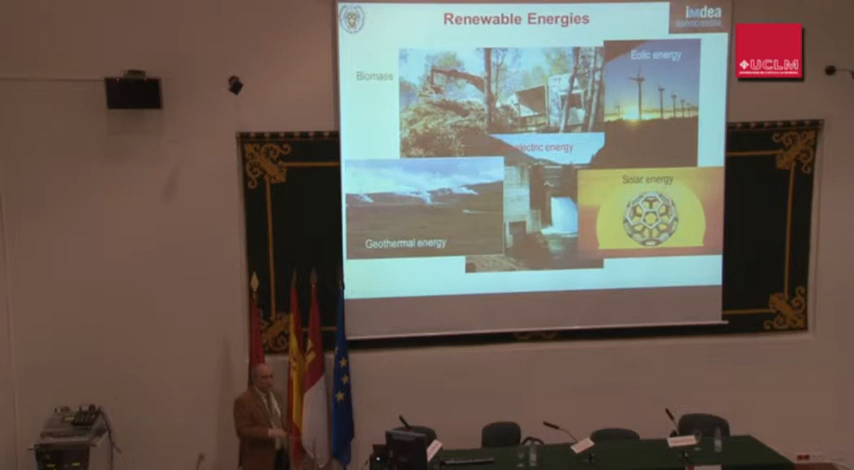 Renewable Energies
imdea
UCLM
Biomass
Eolic energy
electric energy
Solar energy
Geothermal energy